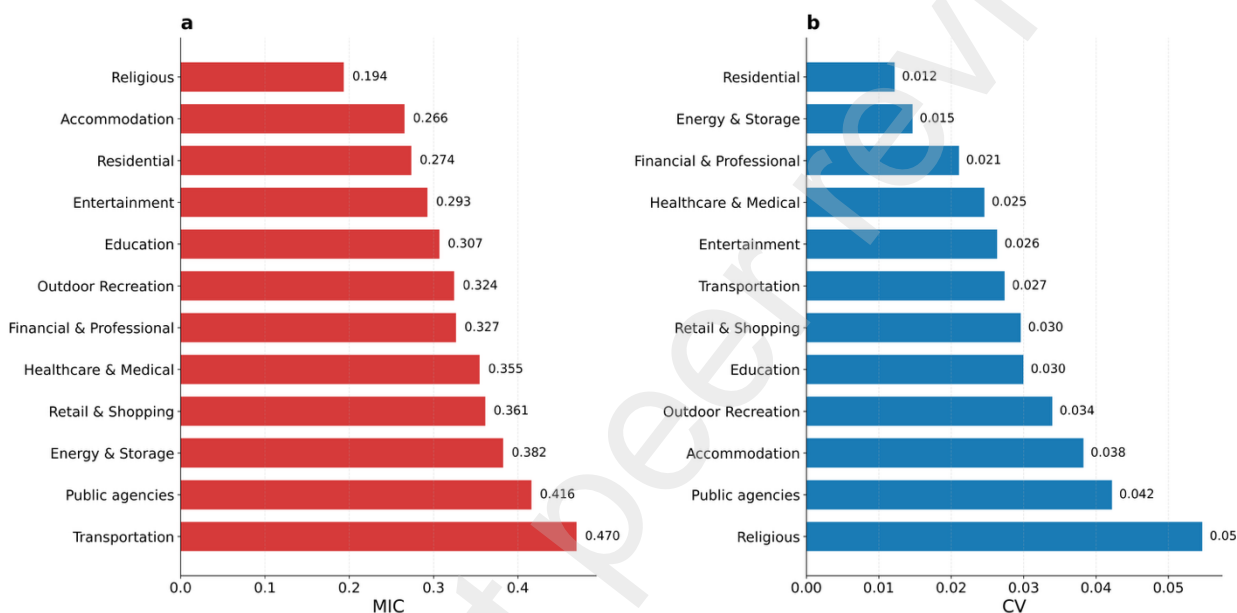 a
Religious 0.194
Accommodation 0.266
Residential 0.274
Entertainment 0.293
Education 0.307
Outdoor Recreation 0.324
Financial & Professional 0.327
Healthcare & Medical 0.355
Retail & Shopping 0.361
Energy & Storage 0.382
Public agencies 0.416
Transportation 0.470
0.0 0.1 0.2 0.3 0.4
MIC
b
Residential 0.012
Energy & Storage 0.015
Financial & Professional 0.021
Healthcare & Medical 0.025
Entertainment 0.026
Transportation 0.027
Retail & Shopping 0.030
Education 0.030
Outdoor Recreation 0.034
Accommodation 0.038
Public agencies 0.042
Religious 0.05
0.00 0.01 0.02 0.03 0.04 0.05
CV
t peer revi